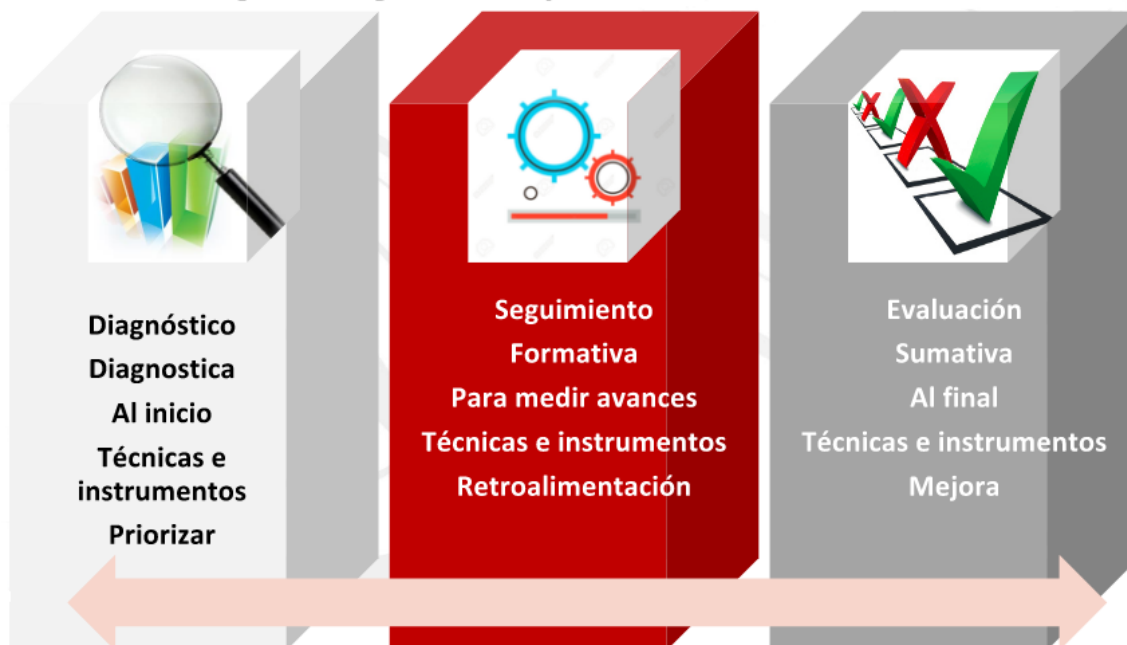 Diagnóstico
Diagnostica
Al inicio
Técnicas e
instrumentos
Priorizar
Seguimiento
Formativa
Para medir avances
Técnicas e instrumentos
Retroalimentación
Evaluación
Sumativa
Al final
Técnicas e instrumentos
Mejora